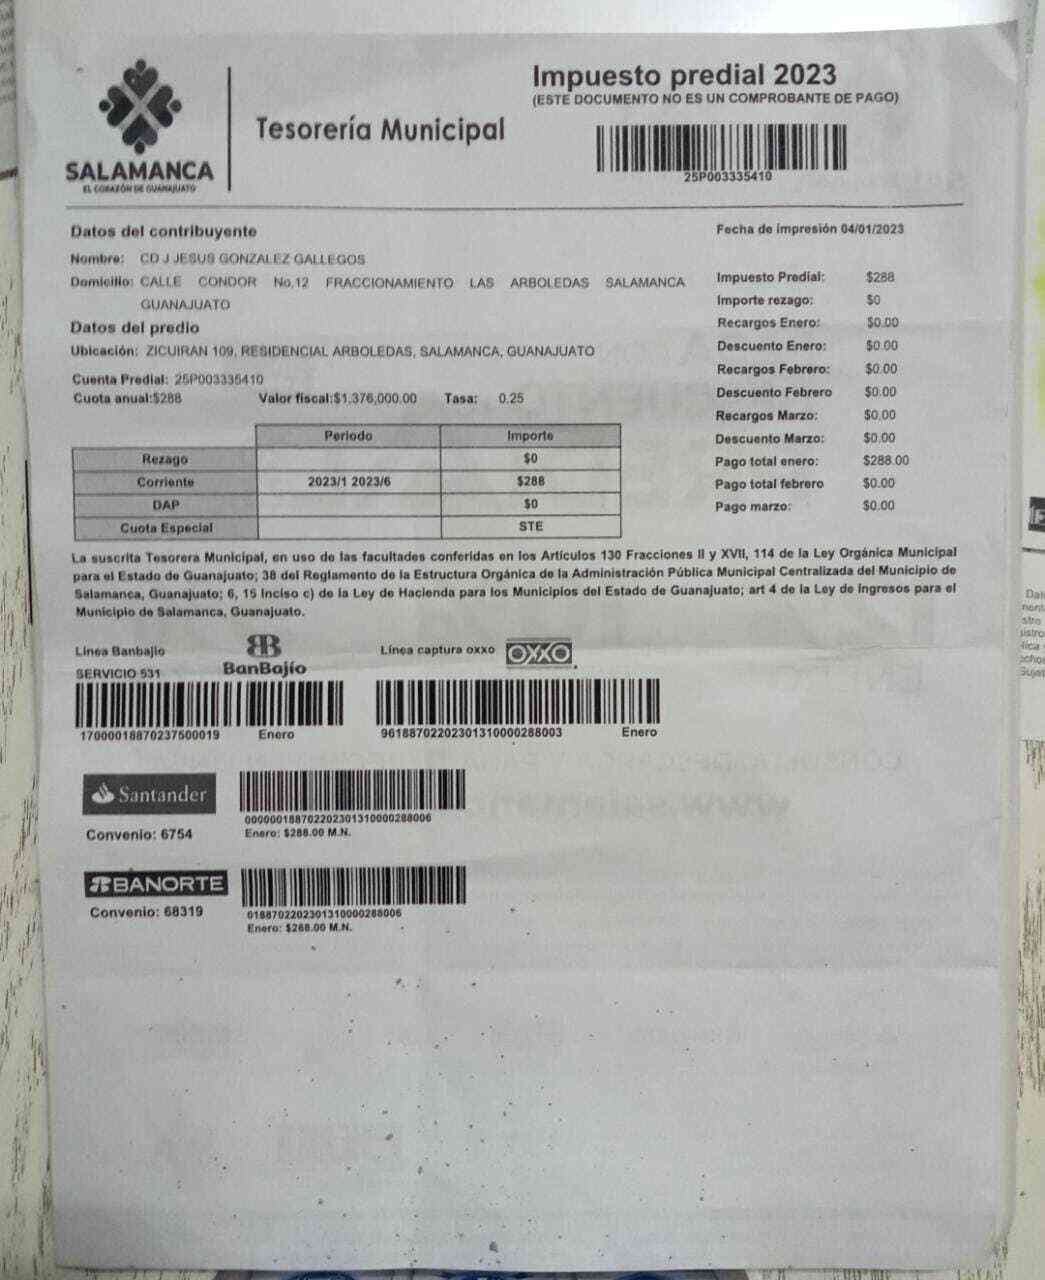 Impuesto predial 2023
(ESTE DOCUMENTO NO ES UN COMPROBANTE DE PAGO)
Tesorería Municipal
SALAMANCA
EL CORAZÓN DE GUANAJUATO
25P003335410
Datos del contribuyente
Nombre: CD J JESUS GONZALEZ GALLEGOS
Domicilio: CALLE CONDOR No.12 FRACCIONAMIENTO LAS ARBOLEDAS SALAMANCA
GUANAJUATO
Datos del predio
Ubicación: ZICUIRAN 109, RESIDENCIAL ARBOLEDAS, SALAMANCA, GUANAJUATO
Cuenta Predial: 25P003335410
Cuota anual:$288 Valor fiscal:$1,376,000.00 Tasa: 0.25
Fecha de impresión 04/01/2023
Impuesto Predial: $288
Importe rezago: $0
Recargos Enero: $0.00
Descuento Enero: $0.00
Recargos Febrero: $0.00
Descuento Febrero $0.00
Recargos Marzo: $0.00
Descuento Marzo: $0.00
Pago total enero: $288.00
Pago total febrero $0.00
Pago marzo: $0.00
Periodo Importe
Rezago $0
Corriente 2023/1 2023/6 $288
DAP $0
Cuota Especial STE
La suscrita Tesorera Municipal, en uso de las facultades conferidas en los Artículos 130 Fracciones II y XVII, 114 de la Ley Orgánica Municipal
para el Estado de Guanajuato; 38 del Reglamento de la Estructura Orgánica de la Administración Pública Municipal Centralizada del Municipio de
Salamanca, Guanajuato; 6, 15 Inciso c) de la Ley de Hacienda para los Municipios del Estado de Guanajuato; art 4 de la Ley de Ingresos para el
Municipio de Salamanca, Guanajuato.
Línea Banbajio
SERVICIO 531
BanBajío
17000018870237500019 Enero
Línea captura oxxo
OXXO
96188702202301310000288003 Enero
Santander
Convenio: 6754
000000188702202301310000288006
Enero: $288.00 M.N.
BANORTE
Convenio: 68319
0188702202301310000288006
Enero: $288.00 M.N.